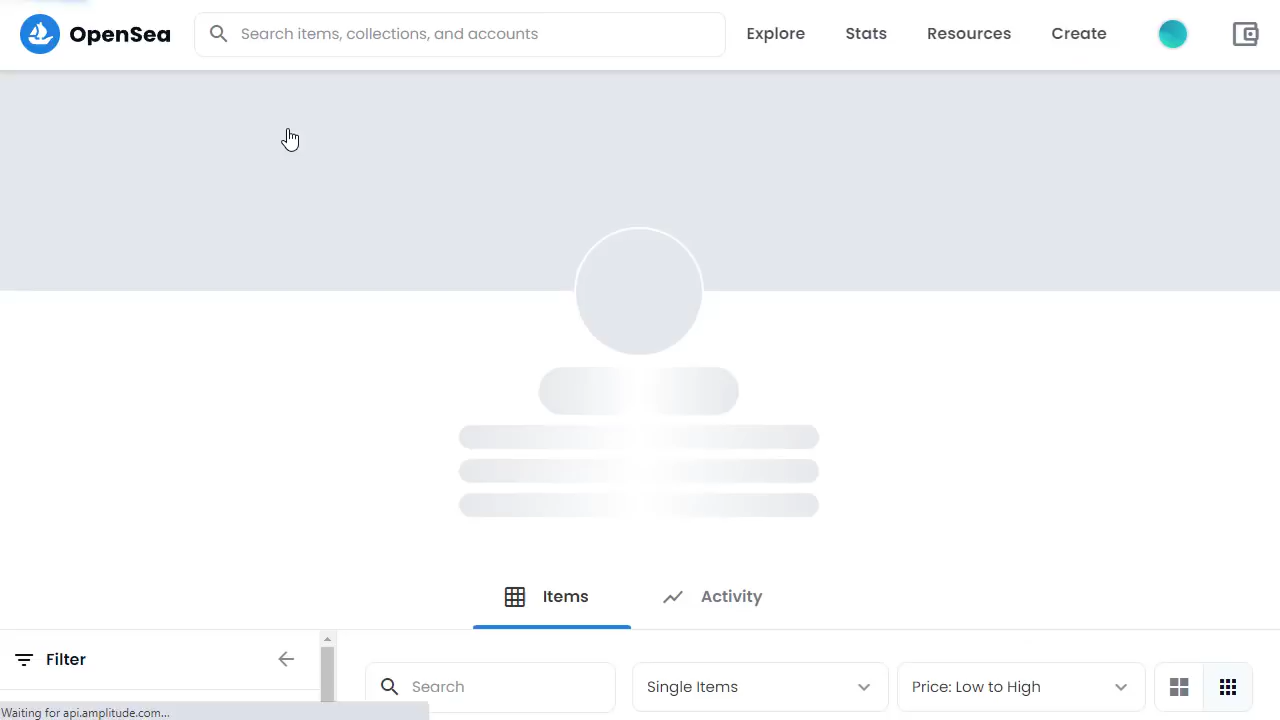 OpenSea
Search items, collections, and accounts
Explore
Stats
Resources
Create
Items
Activity
Filter
Search
Single Items
Price: Low to High
Waiting for api.amplitude.com...